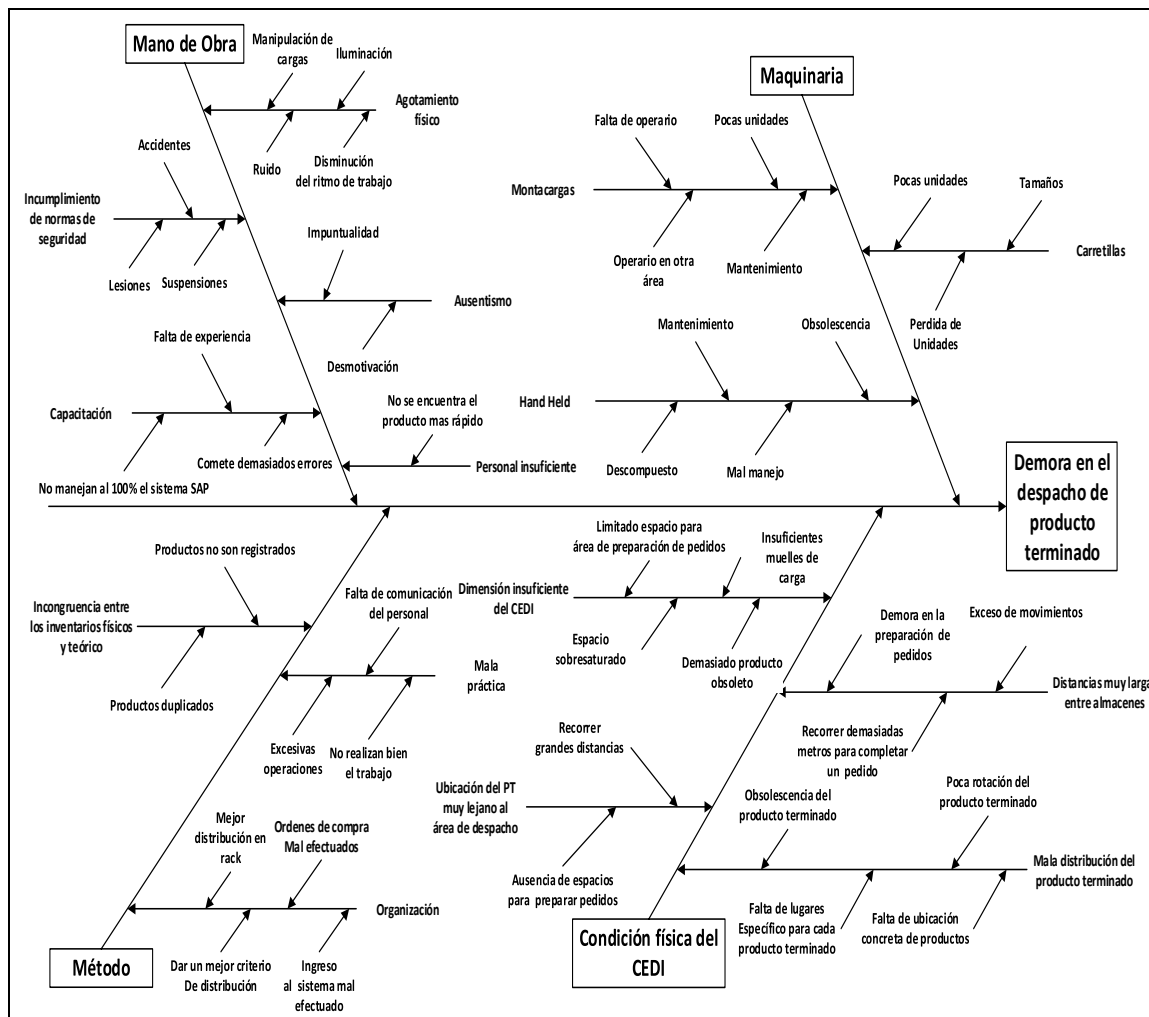 Mano de Obra
Manipulación de
cargas
Iluminación
Agotamiento
físico
Ruido
Disminución
del ritmo de trabajo
Accidentes
Incumplimiento
de normas de
seguridad
Lesiones
Suspensiones
Impuntualidad
Ausentismo
Desmotivación
Falta de experiencia
Capacitación
Comete demasiados errores
No manejan al 100% el sistema SAP
No se encuentra el
producto mas rápido
Personal insuficiente
Maquinaria
Falta de operario
Pocas unidades
Montacargas
Operario en otra
área
Mantenimiento
Pocas unidades
Tamaños
Carretillas
Perdida de
Unidades
Mantenimiento
Obsolescencia
Hand Held
Descompuesto
Mal manejo
Demora en el
despacho de
producto
terminado
Productos no son registrados
Incongruencia entre
los inventarios físicos
y teórico
Productos duplicados
Falta de comunicación
del personal
Mala
práctica
Excesivas
operaciones
No realizan bien
el trabajo
Mejor
distribución en
rack
Ordenes de compra
Mal efectuados
Organización
Dar un mejor criterio
De distribución
Ingreso
al sistema mal
efectuado
Método
Limitado espacio para
área de preparación de pedidos
Insuficientes
muelles de
carga
Dimensión insuficiente
del CEDI
Espacio
sobresaturado
Demasiado producto
obsoleto
Demora en la
preparación de
pedidos
Exceso de movimientos
Distancias muy larga
entre almacenes
Recorrer demasiadas
metros para completar
un pedido
Recorrer
grandes distancias
Ubicación del PT
muy lejano al
área de despacho
Ausencia de espacios
para preparar pedidos
Obsolescencia del
producto terminado
Poca rotación del
producto terminado
Mala distribución del
producto terminado
Falta de lugares
Específico para cada
producto terminado
Falta de ubicación
concreta de productos
Condición física del
CEDI